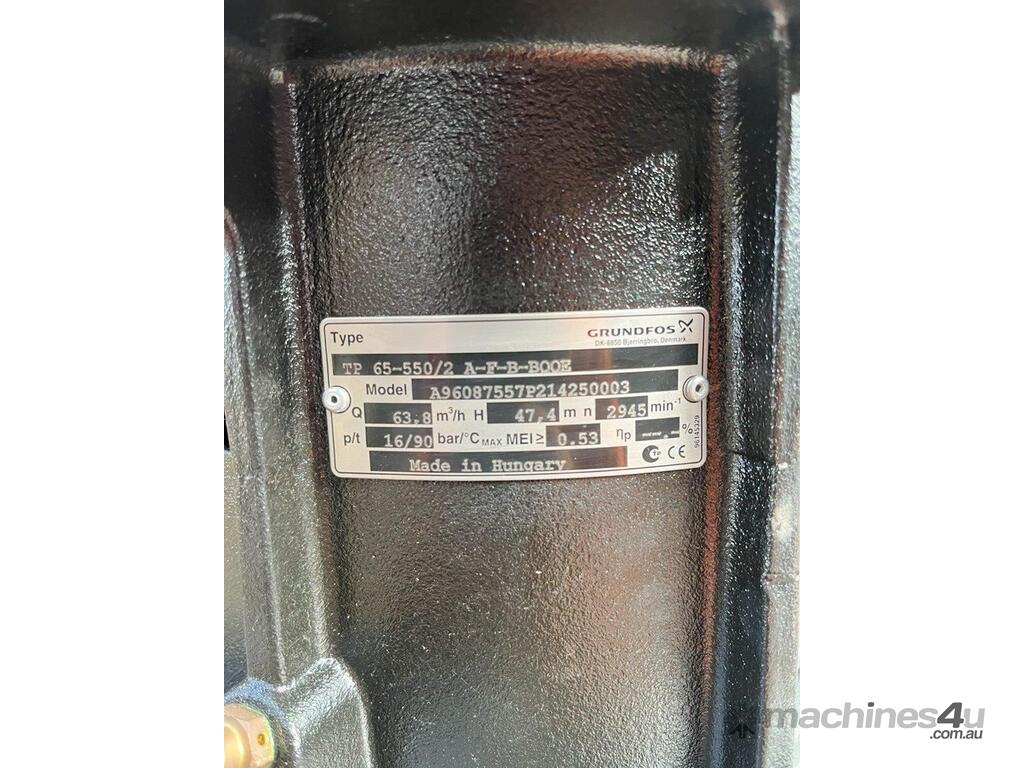 Type
GRUNDFOS
DK-8850 Bjerringbro, Denmark
TP 65-550/2 A-F-B-BQQE
Model A96087557P214250003
Q 63,8 m³/h H 47,4 m n 2945 min⁻¹
p/t 16/90 bar/°C MAX MEI ≥ 0.53 ηp --.- %
Made in Hungary CE
96145329
machines4u
.com.au